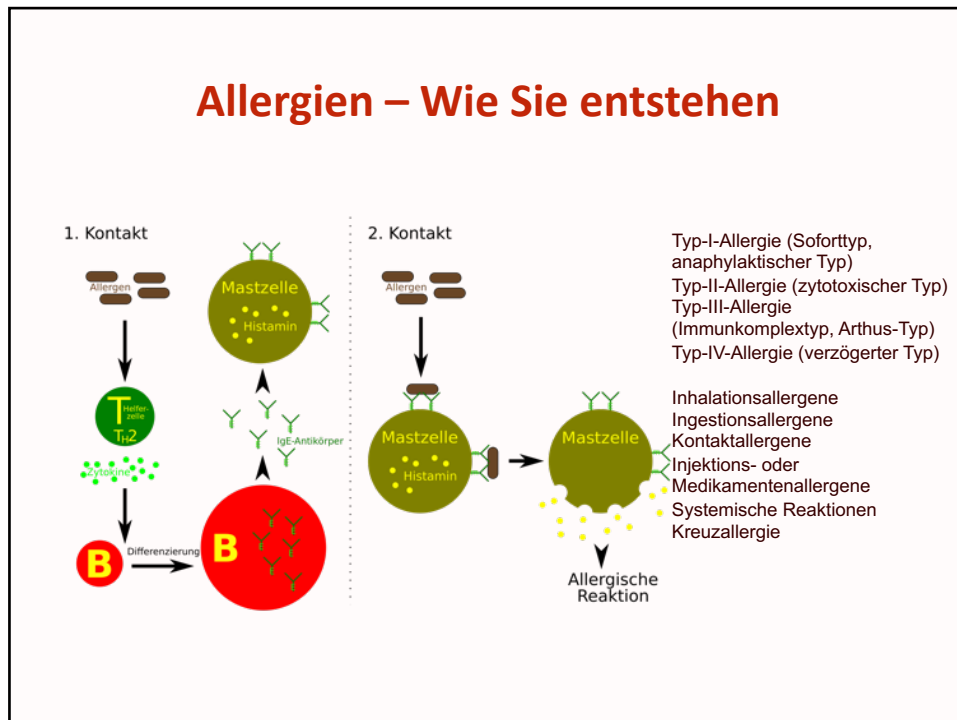 Allergien – Wie Sie entstehen
1. Kontakt
Allergen
T Helfer-
zelle
TH2
Zytokine
B
Differenzierung
B
E E
E E
E E
E
IgE-Antikörper
Mastzelle
Histamin
2. Kontakt
Allergen
Mastzelle
Histamin
Mastzelle
Allergische
Reaktion
Typ-I-Allergie (Soforttyp,
anaphylaktischer Typ)
Typ-II-Allergie (zytotoxischer Typ)
Typ-III-Allergie
(Immunkomplextyp, Arthus-Typ)
Typ-IV-Allergie (verzögerter Typ)
Inhalationsallergene
Ingestionsallergene
Kontaktallergene
Injektions- oder
Medikamentenallergene
Systemische Reaktionen
Kreuzallergie